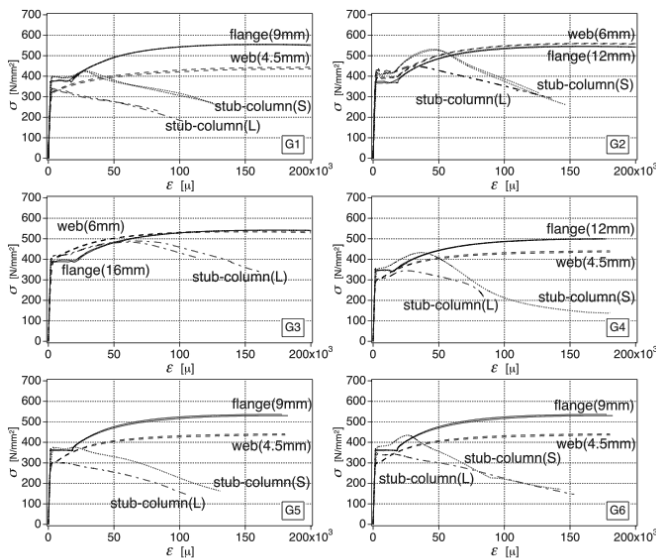 700
600
500
400
300
200
100
0
σ [N/mm²]
flange(9mm)
web(4.5mm)
stub-column(S)
stub-column(L)
G1
0 50 100 150 200x10³
ε [μ]
700
600
500
400
300
200
100
0
σ [N/mm²]
web(6mm)
flange(12mm)
stub-column(S)
stub-column(L)
G2
0 50 100 150 200x10³
ε [μ]
700
600
500
400
300
200
100
0
σ [N/mm²]
web(6mm)
flange(16mm)
stub-column(L)
G3
0 50 100 150 200x10³
ε [μ]
700
600
500
400
300
200
100
0
σ [N/mm²]
flange(12mm)
web(4.5mm)
stub-column(S)
stub-column(L)
G4
0 50 100 150 200x10³
ε [μ]
700
600
500
400
300
200
100
0
σ [N/mm²]
flange(9mm)
web(4.5mm)
stub-column(S)
stub-column(L)
G5
0 50 100 150 200x10³
ε [μ]
700
600
500
400
300
200
100
0
σ [N/mm²]
flange(9mm)
web(4.5mm)
stub-column(S)
stub-column(L)
G6
0 50 100 150 200x10³
ε [μ]